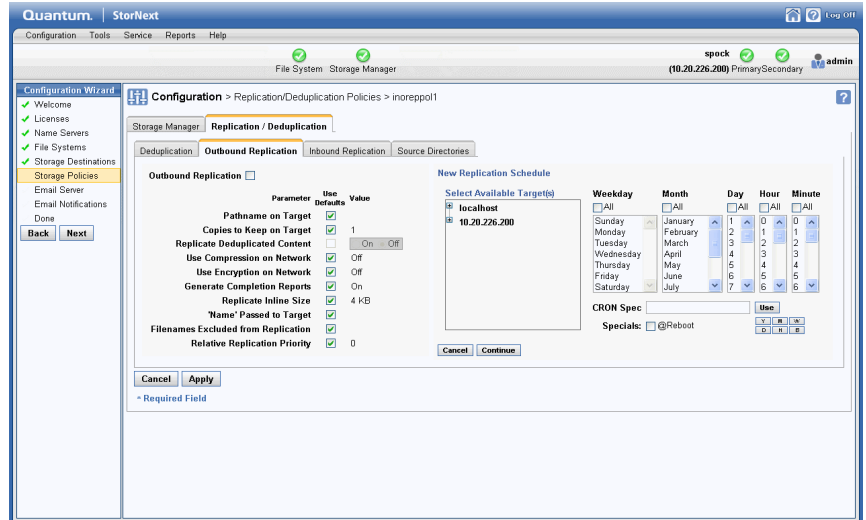 Quantum. StorNext Log Off
Configuration Tools Service Reports Help
File System Storage Manager
spock
(10.20.226.200) Primary Secondary
admin
Configuration Wizard
Welcome
Licenses
Name Servers
File Systems
Storage Destinations
Storage Policies
Email Server
Email Notifications
Done
Back Next
Configuration > Replication/Deduplication Policies > inoreppol1
Storage Manager Replication / Deduplication
Deduplication Outbound Replication Inbound Replication Source Directories
Outbound Replication
Parameter Use Defaults Value
Pathname on Target
Copies to Keep on Target 1
Replicate Deduplicated Content On Off
Use Compression on Network Off
Use Encryption on Network Off
Generate Completion Reports On
Replicate Inline Size 4 KB
'Name' Passed to Target
Filenames Excluded from Replication
Relative Replication Priority 0
New Replication Schedule
Select Available Target(s)
localhost
10.20.226.200
Weekday Month Day Hour Minute
All All All All All
Sunday January 1 0 0
Monday February 2 1 1
Tuesday March 3 2 2
Wednesday April 4 3 3
Thursday May 5 4 4
Friday June 6 5 5
Saturday July 7 6 6
CRON Spec Use
Specials: @Reboot
Y M W
D H B
Cancel Continue
Cancel Apply
* Required Field